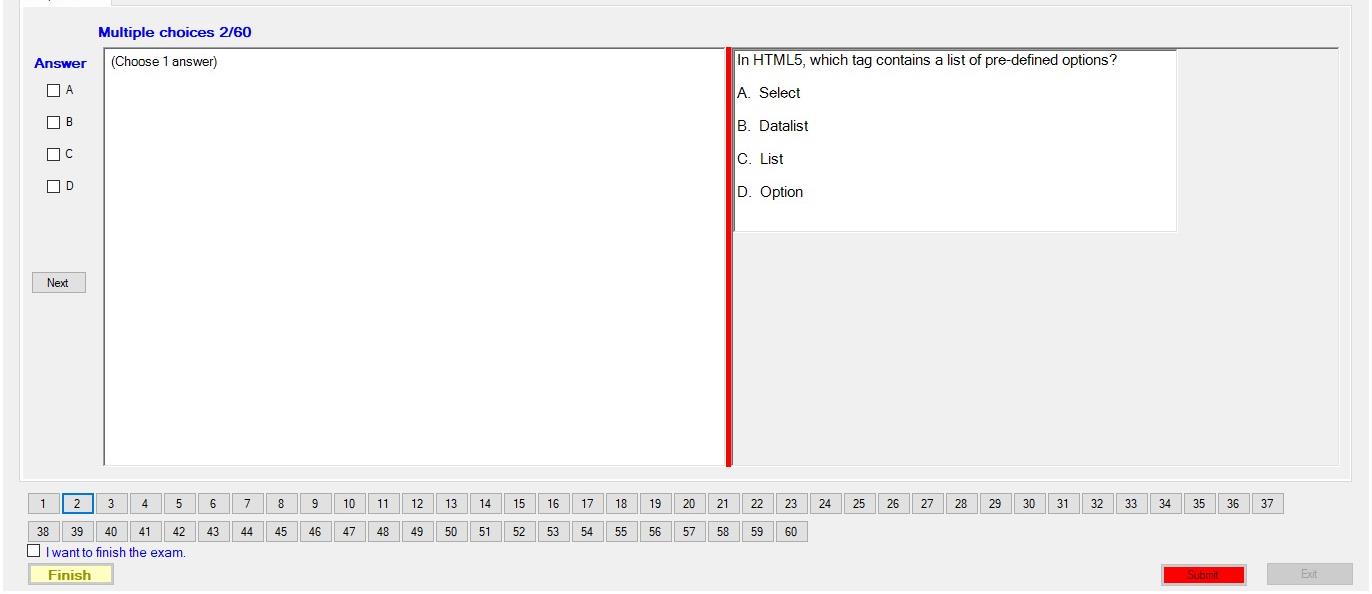 Multiple choices 2/60
Answer
(Choose 1 answer)
A
B
C
D
Next
In HTML5, which tag contains a list of pre-defined options?
A. Select
B. Datalist
C. List
D. Option
1 2 3 4 5 6 7 8 9 10 11 12 13 14 15 16 17 18 19 20 21 22 23 24 25 26 27 28 29 30 31 32 33 34 35 36 37
38 39 40 41 42 43 44 45 46 47 48 49 50 51 52 53 54 55 56 57 58 59 60
I want to finish the exam.
Finish
Submit
Exit